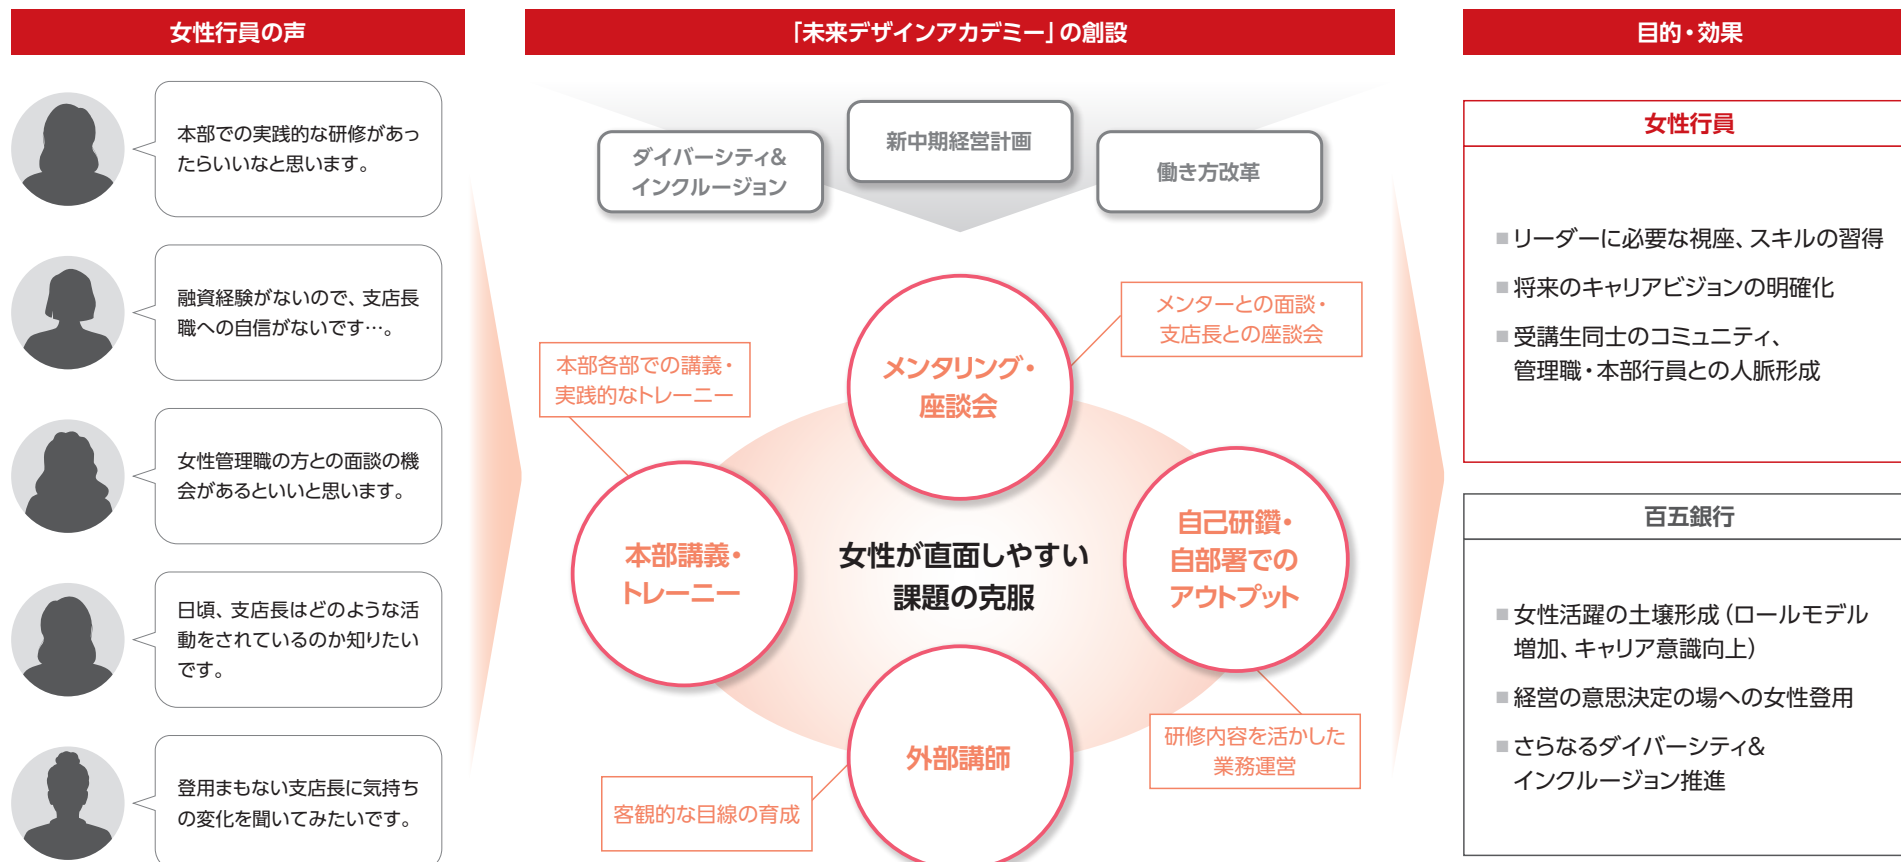 女性行員の声
本部での実践的な研修があっ
たらいいなと思います。
融資経験がないので、支店長
職への自信がないです…。
女性管理職の方との面談の機
会があるといいと思います。
日頃、支店長はどのような活
動をされているのか知りたい
です。
登用まもない支店長に気持ち
の変化を聞いてみたいです。
「未来デザインアカデミー」の創設
ダイバーシティ&
インクルージョン
新中期経営計画
働き方改革
メンタリング・
座談会
メンターとの面談・
支店長との座談会
本部各部での講義・
実践的なトレーニー
本部講義・
トレーニー
女性が直面しやすい
課題の克服
自己研鑽・
自部署での
アウトプット
研修内容を活かした
業務運営
外部講師
客観的な目線の育成
目的・効果
女性行員
■リーダーに必要な視座、スキルの習得
■将来のキャリアビジョンの明確化
■受講生同士のコミュニティ、
管理職・本部行員との人脈形成
百五銀行
■女性活躍の土壌形成(ロールモデル
増加、キャリア意識向上)
■経営の意思決定の場への女性登用
■さらなるダイバーシティ&
インクルージョン推進